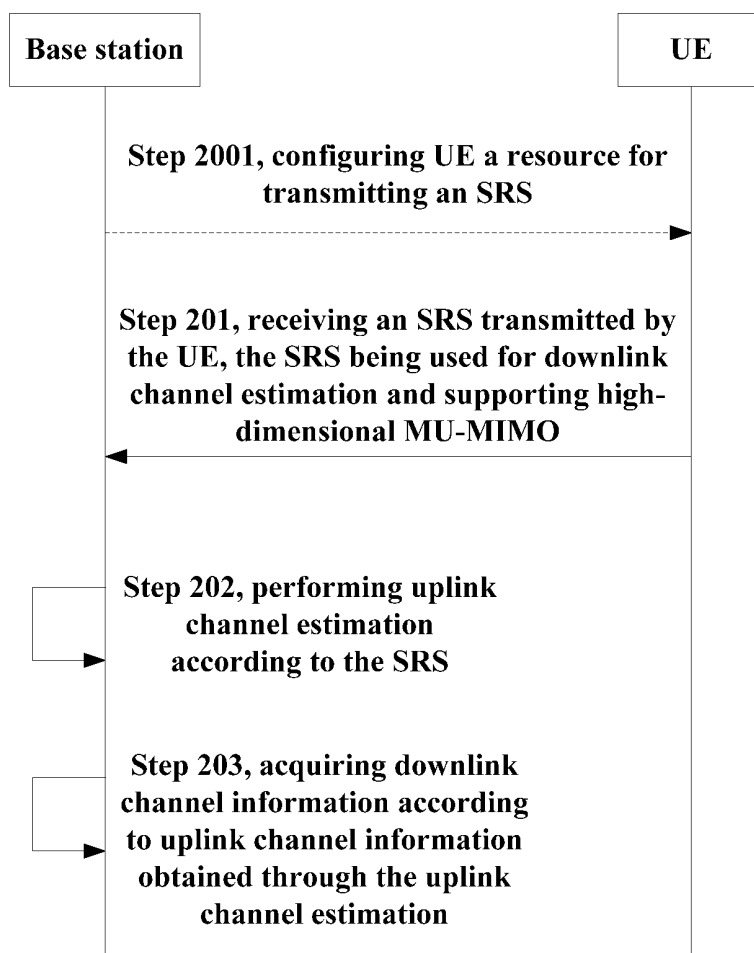 Base station
UE
Step 2001, configuring UE a resource for
transmitting an SRS
Step 201, receiving an SRS transmitted by
the UE, the SRS being used for downlink
channel estimation and supporting high-
dimensional MU-MIMO
Step 202, performing uplink
channel estimation
according to the SRS
Step 203, acquiring downlink
channel information according
to uplink channel information
obtained through the uplink
channel estimation